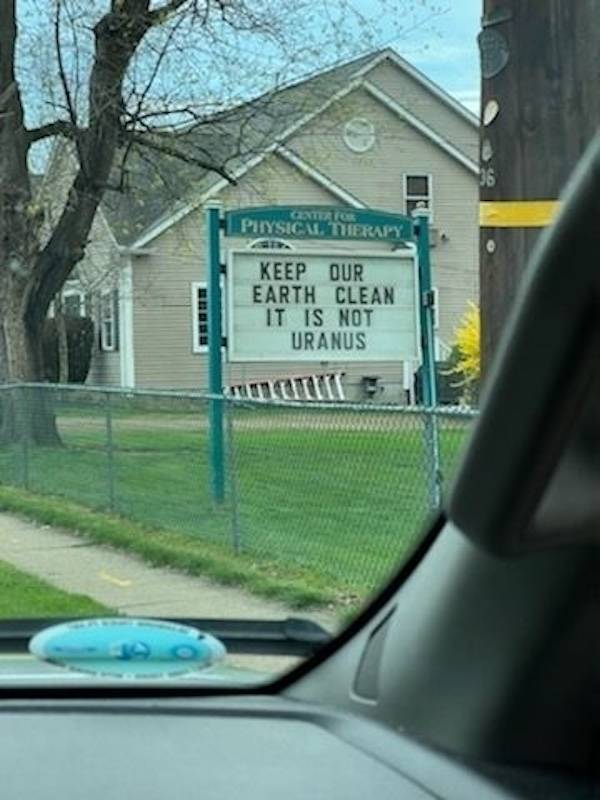 CENTER FOR
PHYSICAL THERAPY
KEEP OUR
EARTH CLEAN
IT IS NOT
URANUS